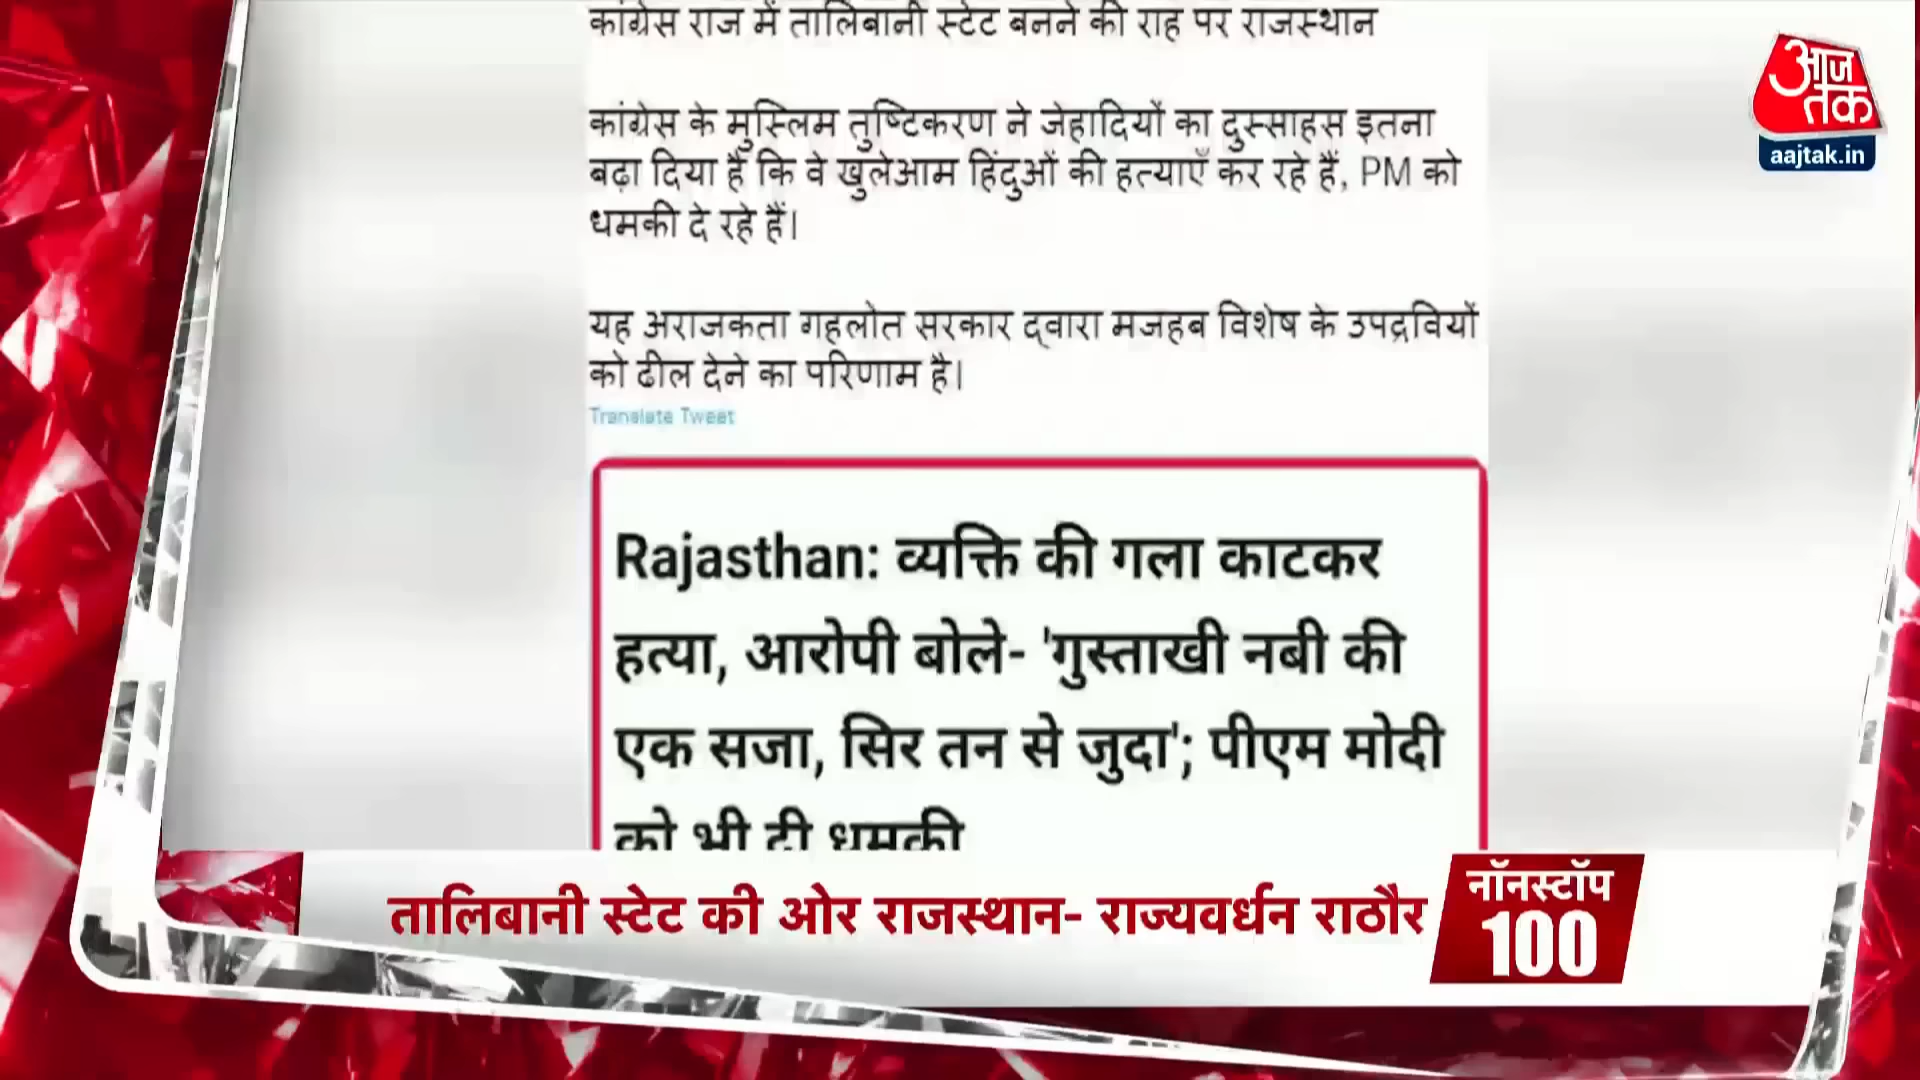 कांग्रेस राज में तालिबानी स्टेट बनने की राह पर राजस्थान
कांग्रेस के मुस्लिम तुष्टिकरण ने जेहादियों का दुस्साहस इतना
बढ़ा दिया है कि वे खुलेआम हिंदुओं की हत्याएँ कर रहे हैं, PM को
धमकी दे रहे हैं।
यह अराजकता गहलोत सरकार द्वारा मजहब विशेष के उपद्रवियों
को ढील देने का परिणाम है।
Translate Tweet
Rajasthan: व्यक्ति की गला काटकर
हत्या, आरोपी बोले- 'गुस्ताखी नबी की
एक सजा, सिर तन से जुदा'; पीएम मोदी
को भी दी धमकी
तालिबानी स्टेट की ओर राजस्थान- राज्यवर्धन राठौर
नॉनस्टॉप
100
आज
तक
aajtak.in